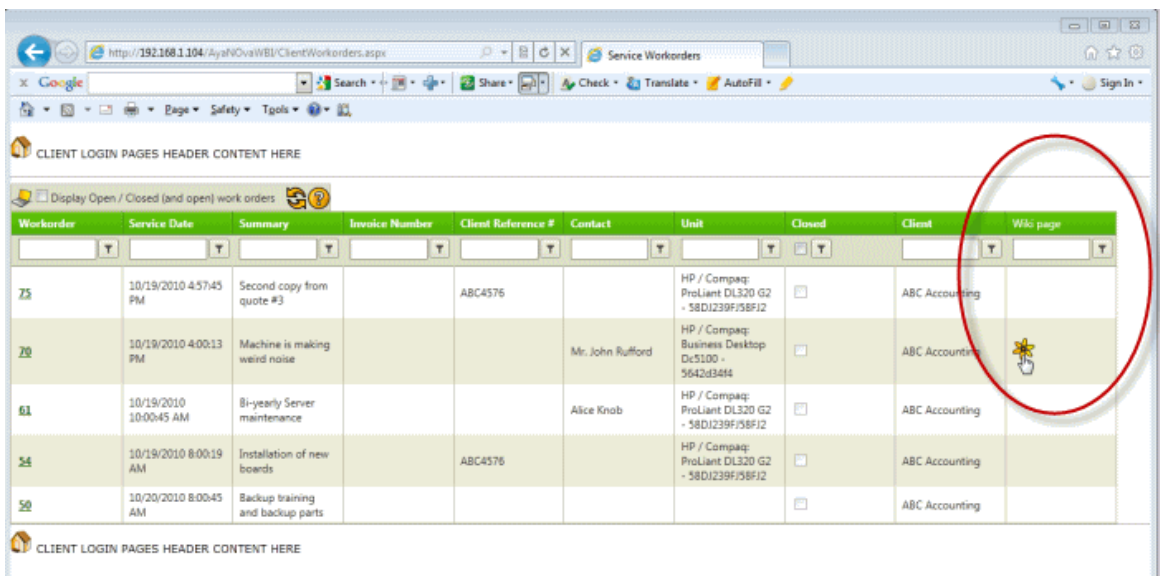 http://192.168.1.104/AyaNOvaWBI/ClientWorkorders.aspx Service Workorders
x Google Search Share Check Translate AutoFill Sign In
Page Safety Tools
CLIENT LOGIN PAGES HEADER CONTENT HERE
Display Open / Closed (and open) work orders
Workorder Service Date Summary Invoice Number Client Reference # Contact Unit Closed Client Wiki page
75 10/19/2010 4:57:45 PM Second copy from quote #3 ABC4576 HP / Compaq: ProLiant DL320 G2 - 58DJ239FJ58FJ2 ABC Accounting
70 10/19/2010 4:00:13 PM Machine is making weird noise Mr. John Rufford HP / Compaq: Business Desktop Dc5100 - 5642d34f4 ABC Accounting
61 10/19/2010 10:00:45 AM Bi-yearly Server maintenance Alice Knob HP / Compaq: ProLiant DL320 G2 - 58DJ239FJ58FJ2 ABC Accounting
54 10/19/2010 8:00:19 AM Installation of new boards ABC4576 HP / Compaq: ProLiant DL320 G2 - 58DJ239FJ58FJ2 ABC Accounting
50 10/20/2010 8:00:45 AM Backup training and backup parts ABC Accounting
CLIENT LOGIN PAGES HEADER CONTENT HERE